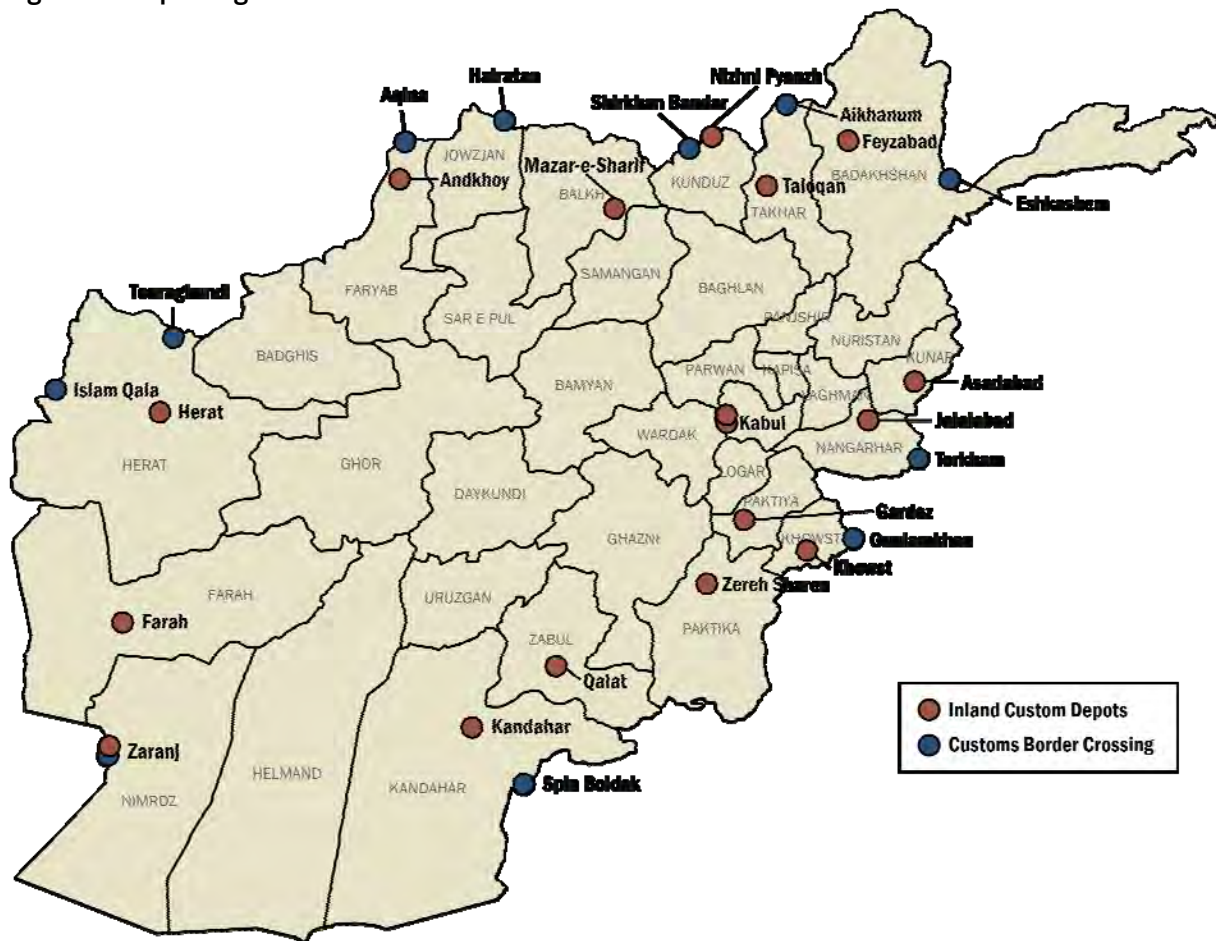 Hairatan
Nizhni Pyanzh
Aqina
Shirkhan Bandar
Aikhanum
Feyzabad
JOWZJAN
Mazar-e-Sharif
Andkhoy
BALKH
KUNDUZ
Taloqan
BADAKHSHAN
Eshkashem
TAKHAR
SAMANGAN
FARYAB
BAGHLAN
Touraghundi
SAR E PUL
PANJSHIR
NURISTAN
BADGHIS
KUNAR
PARWAN
KAPISA
Islam Qala
BAMYAN
Asadabad
LAGHMAN
Herat
Kabul
Jalalabad
WARDAK
NANGARHAR
Torkham
HERAT
GHOR
LOGAR
DAYKUNDI
PAKTIYA
Gardez
GHAZNI
KHOWST
Khowst
Zereh Sharen
FARAH
URUZGAN
Farah
PAKTIKA
ZABUL
Qalat
Inland Custom Depots
Kandahar
Customs Border Crossing
Zaranj
HELMAND
KANDAHAR
Spin Boldak
NIMROZ